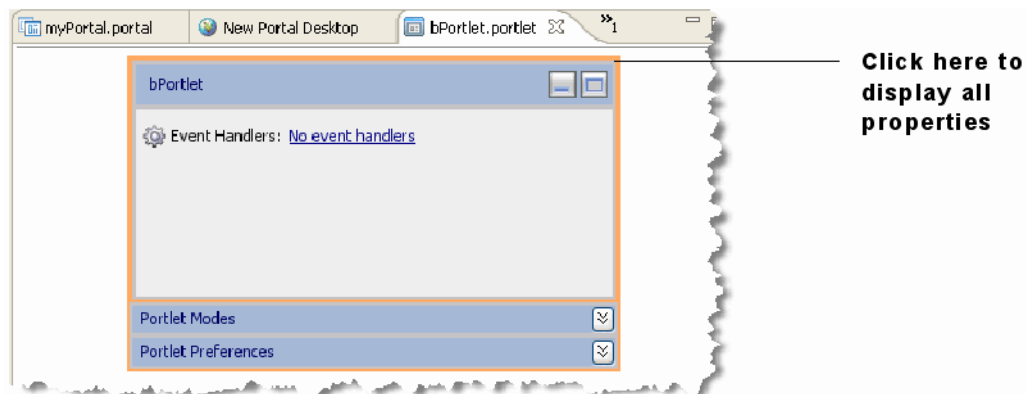 myPortal.portal New Portal Desktop bPortlet.portlet »1
Click here to
display all
properties
bPortlet
Event Handlers: No event handlers
Portlet Modes
Portlet Preferences